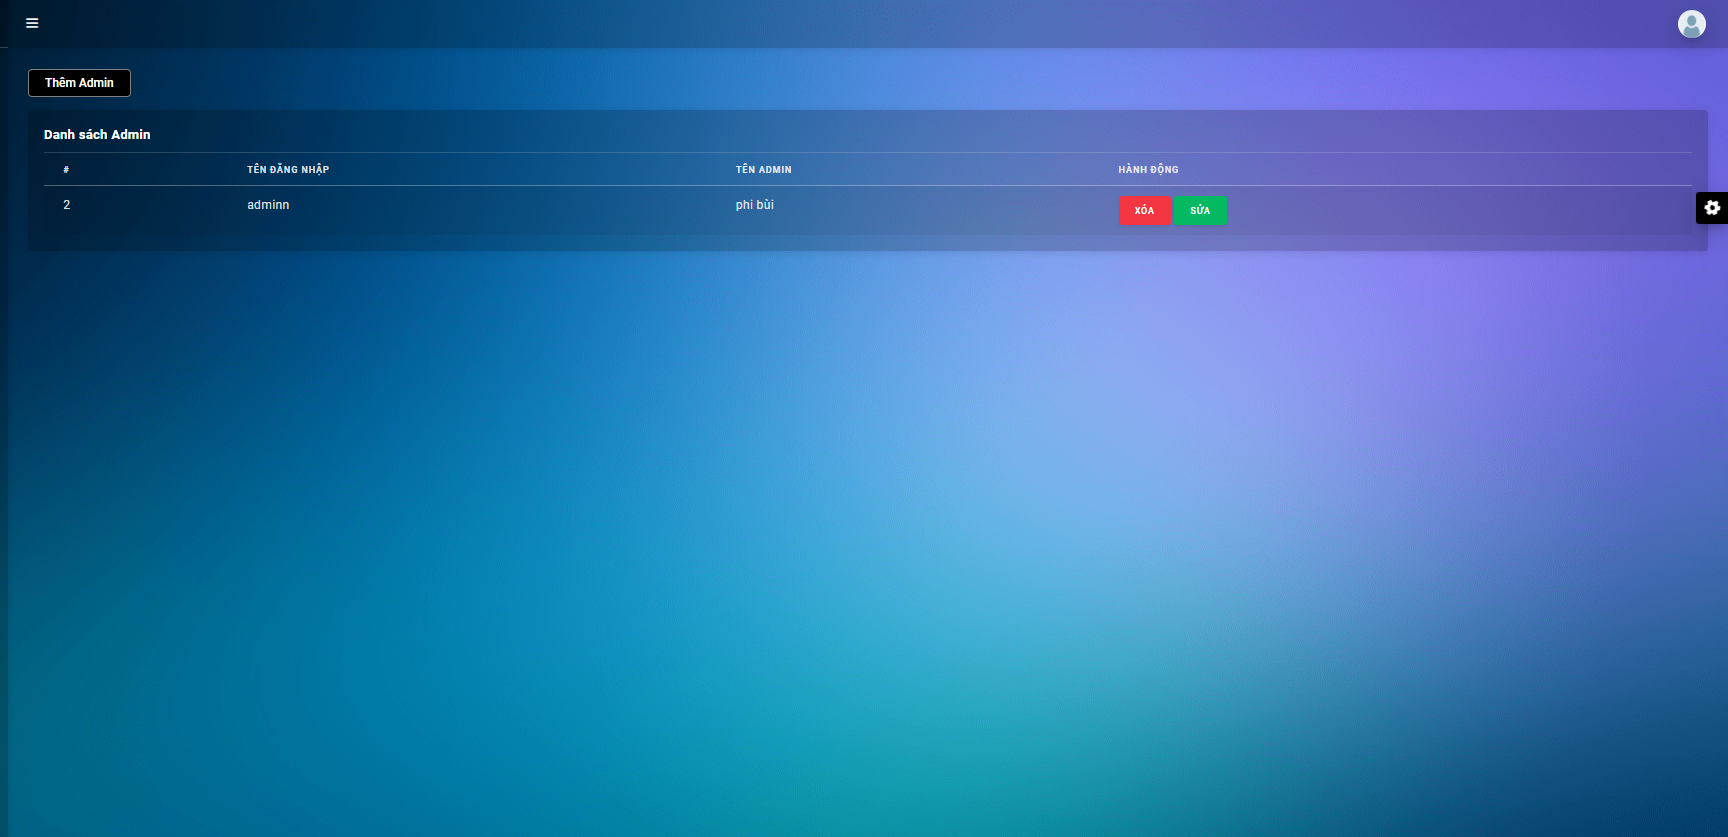 Thêm Admin
Danh sách Admin
# TÊN ĐĂNG NHẬP TÊN ADMIN HÀNH ĐỘNG
2 adminn phi bùi XÓA SỬA